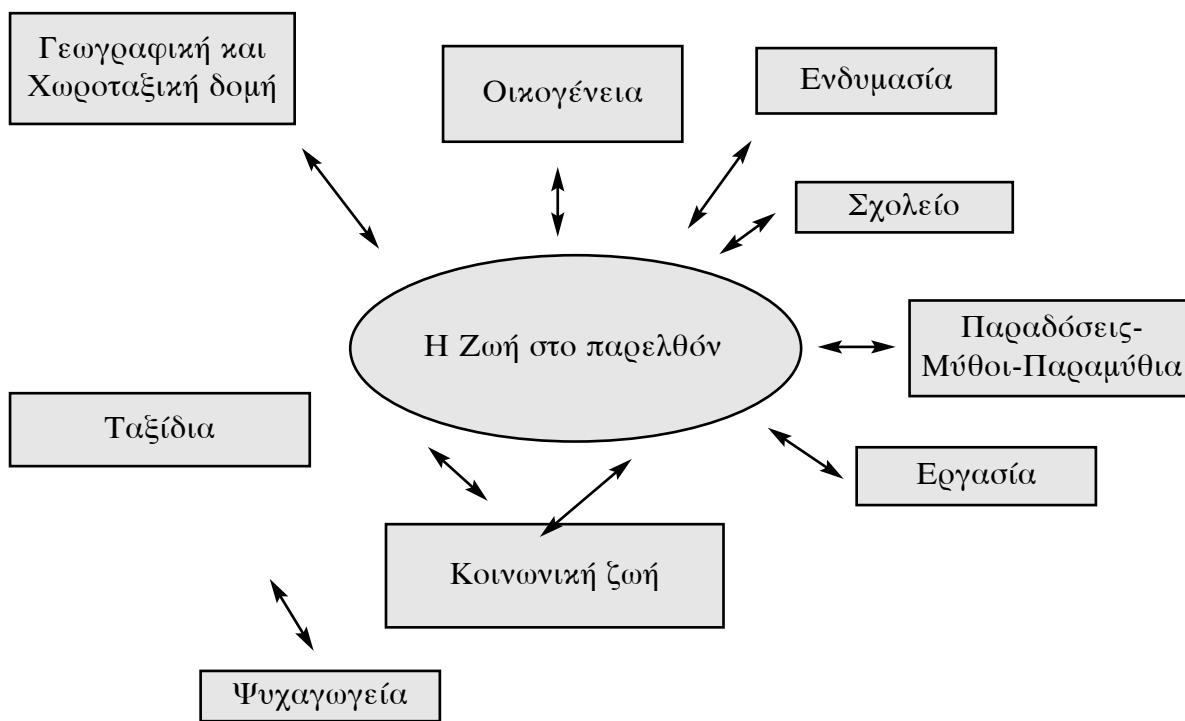 Γεωγραφική και
Χωροταξική δομή
Οικογένεια
Ενδυμασία
Σχολείο
Η Ζωή στο παρελθόν
Παραδόσεις-
Μύθοι-Παραμύθια
Ταξίδια
Εργασία
Κοινωνική ζωή
Ψυχαγωγεία